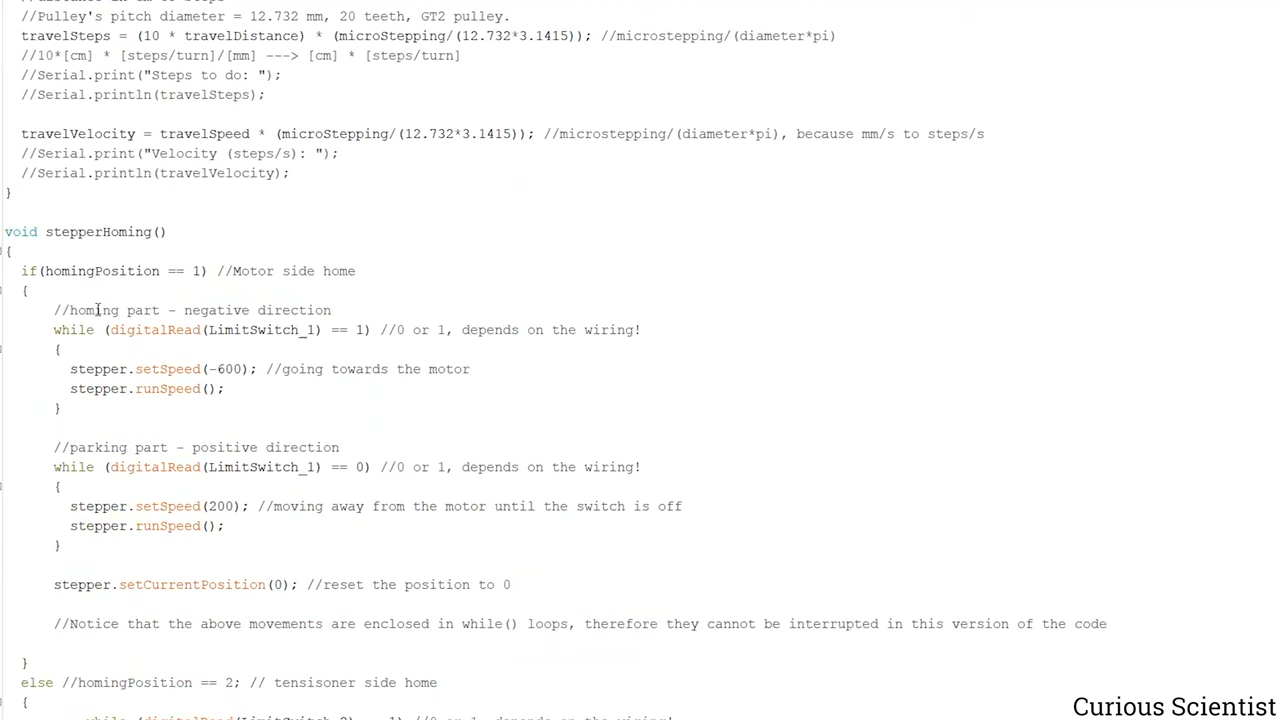 //Pulley's pitch diameter = 12.732 mm, 20 teeth, GT2 pulley.
travelSteps = (10 * travelDistance) * (microStepping/(12.732*3.1415)); //microstepping/(diameter*pi)
//10*[cm] * [steps/turn]/[mm] ---> [cm] * [steps/turn]
//Serial.print("Steps to do: ");
//Serial.println(travelSteps);
travelVelocity = travelSpeed * (microStepping/(12.732*3.1415)); //microstepping/(diameter*pi), because mm/s to steps/s
//Serial.print("Velocity (steps/s): ");
//Serial.println(travelVelocity);
}
void stepperHoming()
{
if(homingPosition == 1) //Motor side home
{
//homing part - negative direction
while (digitalRead(LimitSwitch_1) == 1) //0 or 1, depends on the wiring!
{
stepper.setSpeed(-600); //going towards the motor
stepper.runSpeed();
}
//parking part - positive direction
while (digitalRead(LimitSwitch_1) == 0) //0 or 1, depends on the wiring!
{
stepper.setSpeed(200); //moving away from the motor until the switch is off
stepper.runSpeed();
}
stepper.setCurrentPosition(0); //reset the position to 0
//Notice that the above movements are enclosed in while() loops, therefore they cannot be interrupted in this version of the code
}
else //homingPosition == 2; // tensisoner side home
{
Curious Scientist